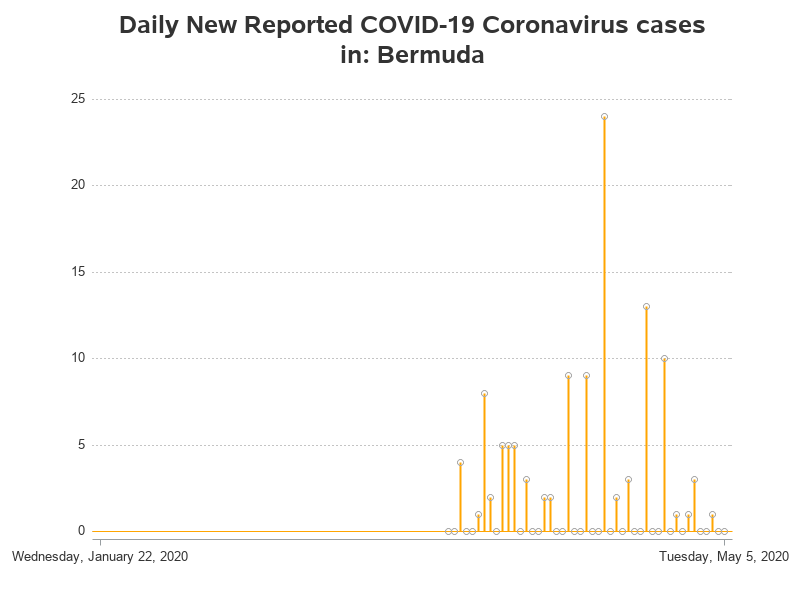 Daily New Reported COVID-19 Coronavirus cases
in: Bermuda
25
20
15
10
5
0
Wednesday, January 22, 2020
Tuesday, May 5, 2020